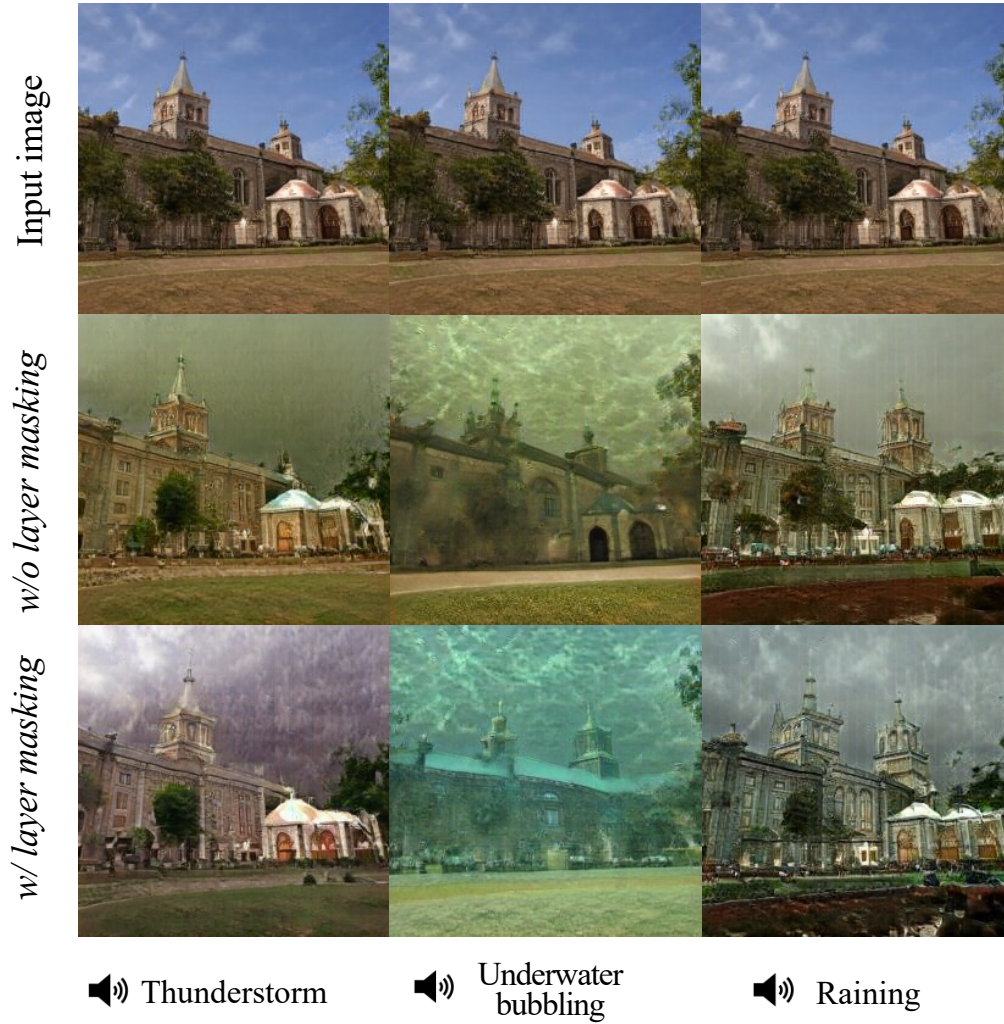 Input image
w/o layer masking
w/ layer masking
Thunderstorm
Underwater
bubbling
Raining